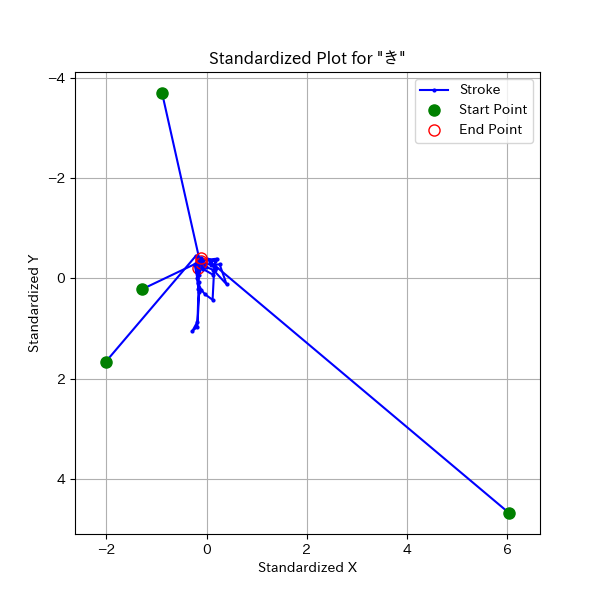 Standardized Plot for "き"
Stroke
Start Point
End Point
Standardized Y
−4
−2
0
2
4
−2
0
2
4
6
Standardized X